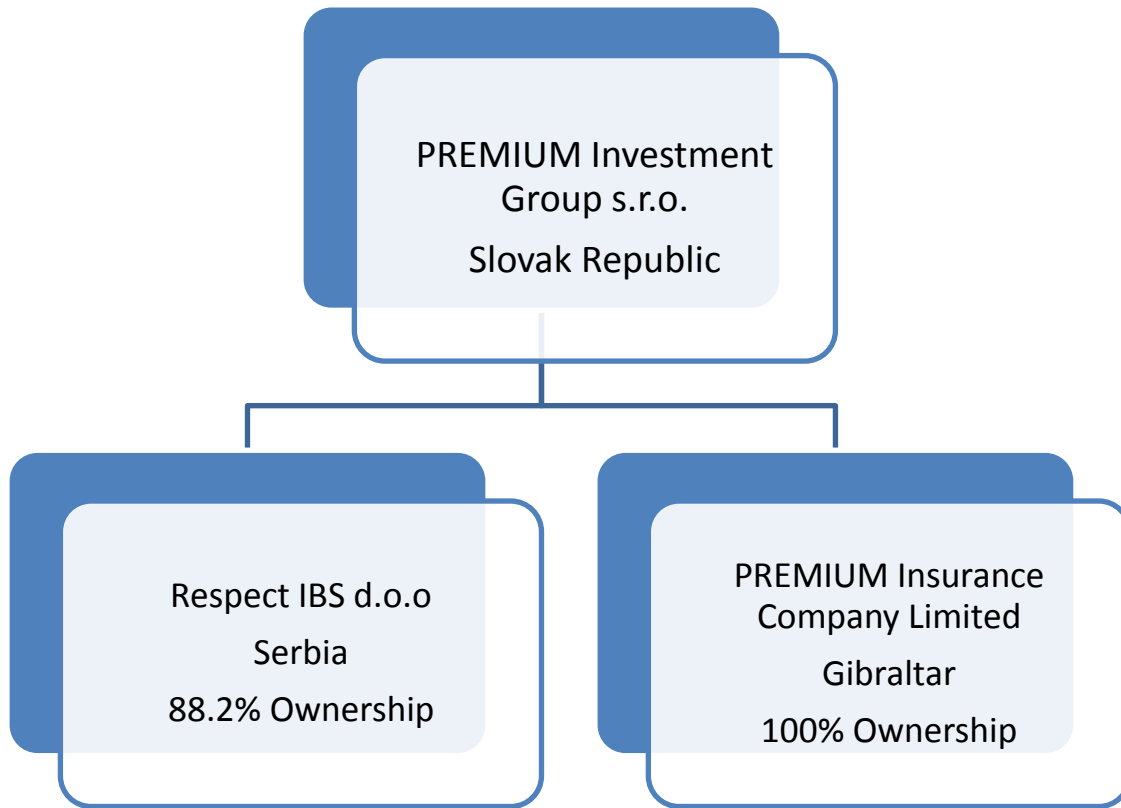 PREMIUM Investment
Group s.r.o.
Slovak Republic
Respect IBS d.o.o
Serbia
88.2% Ownership
PREMIUM Insurance
Company Limited
Gibraltar
100% Ownership